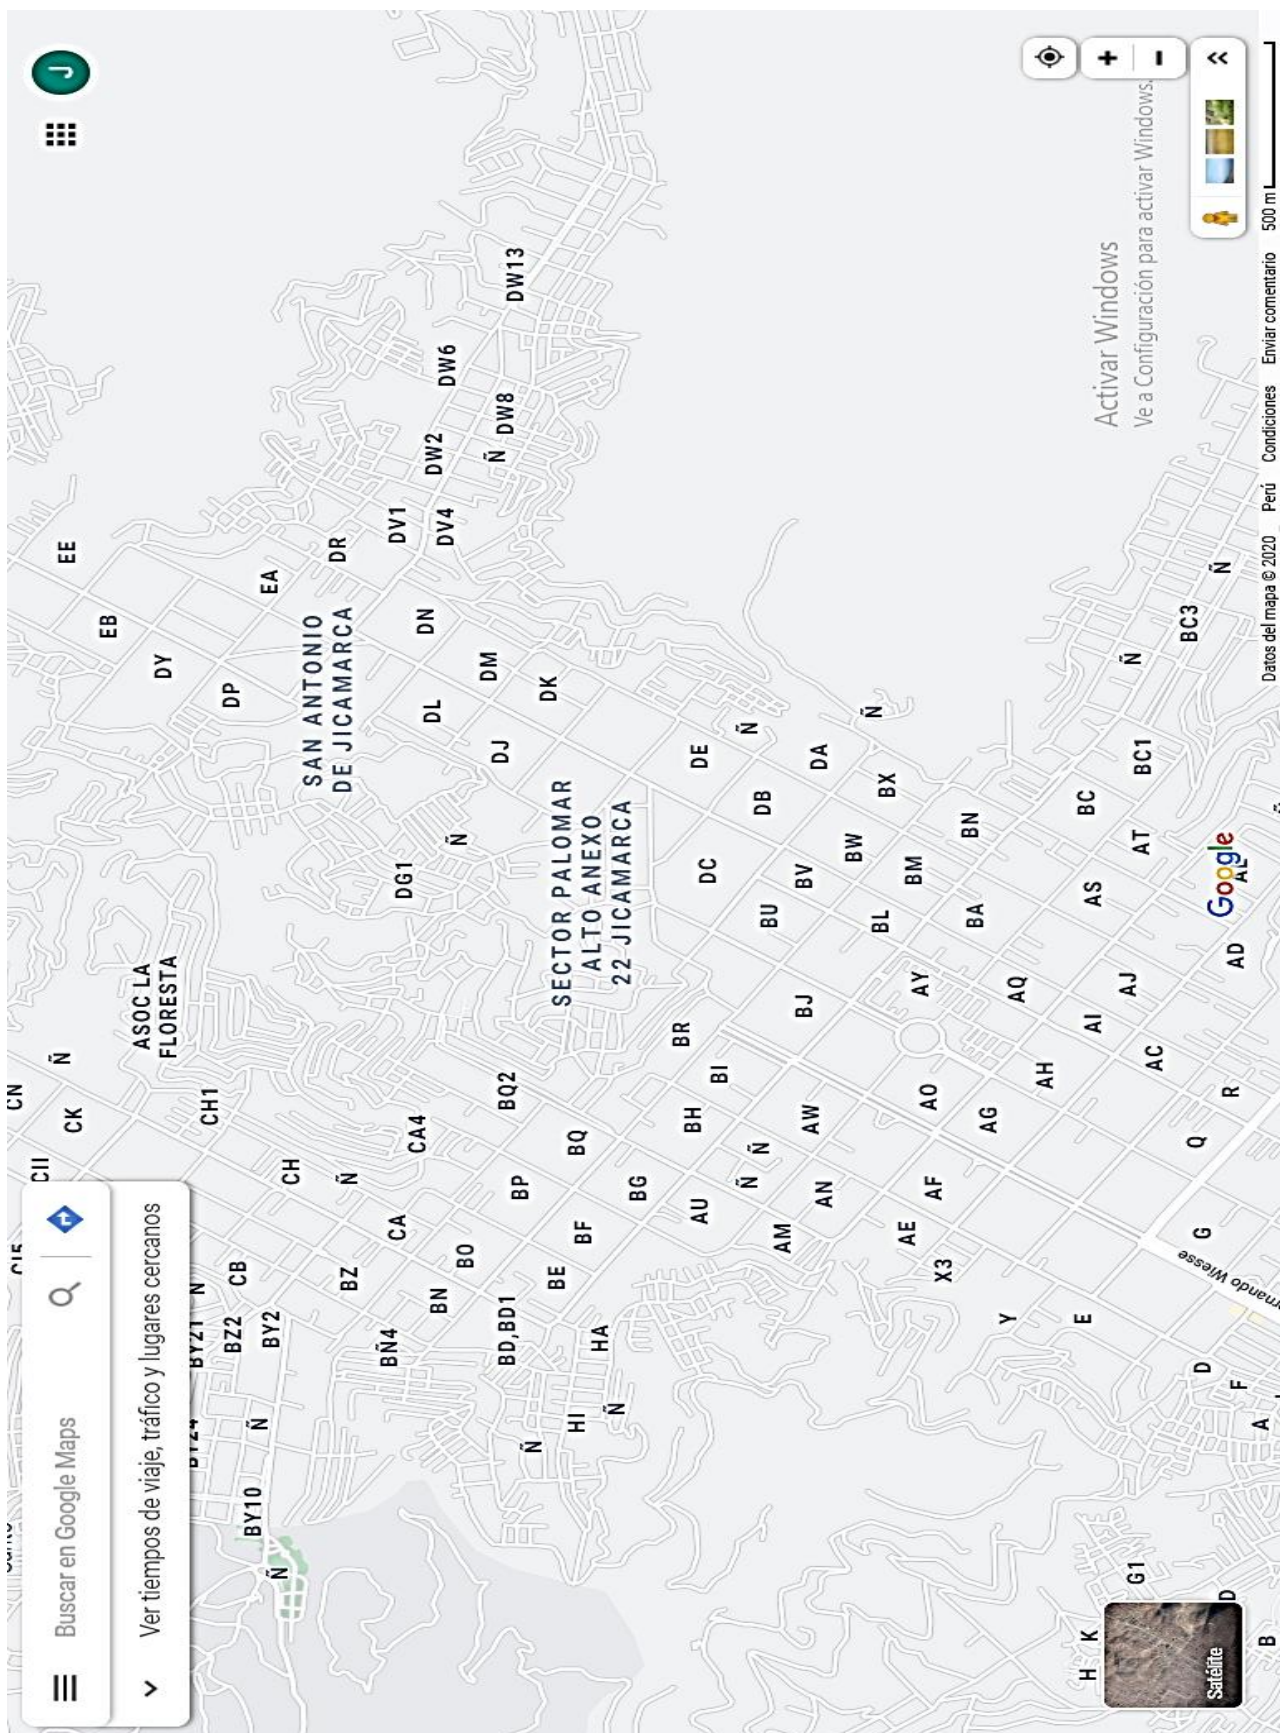 Buscar en Google Maps
CII
CK
Ñ
CN
EE
J
Ver tiempos de viaje, tráfico y lugares cercanos
EB
ASOC LA
FLORESTA
DY
N
CH1
BZ2
CB
DP
BY10
Ñ
BY2
Ñ
CH
EA
SAN ANTONIO
DE JICAMARCA
BZ
Ñ
DR
BÑ4
CA
CA4
DG1
DV1
BN
DL
DN
DV4
DW2
DW6
BO
Ñ
DM
Ñ
DW8
BD,BD1
BP
BQ2
DJ
DW13
Ñ
BE
DK
SECTOR PALOMAR
ALTO ANEXO
22 JICAMARCA
HI
BF
BQ
Ñ
HA
BG
BR
AU
BH
DC
DE
BI
Ñ
Ñ
BU
DB
Ñ
AM
AN
AW
BJ
BV
DA
BW
Ñ
BL
BX
AE
AF
AO
AY
BM
X3
AG
BA
BN
Y
AH
AQ
E
AI
AS
BC
H
K
Activar Windows
Ve a Configuración para activar Windows.
G1
AC
AJ
AT
BC1
Ñ
D
G
Q
BC3
Satélite
D
F
R
AD
AL
Google
Ñ
B
A
Datos del mapa © 2020
Perú
Condiciones
Enviar comentario
500 m